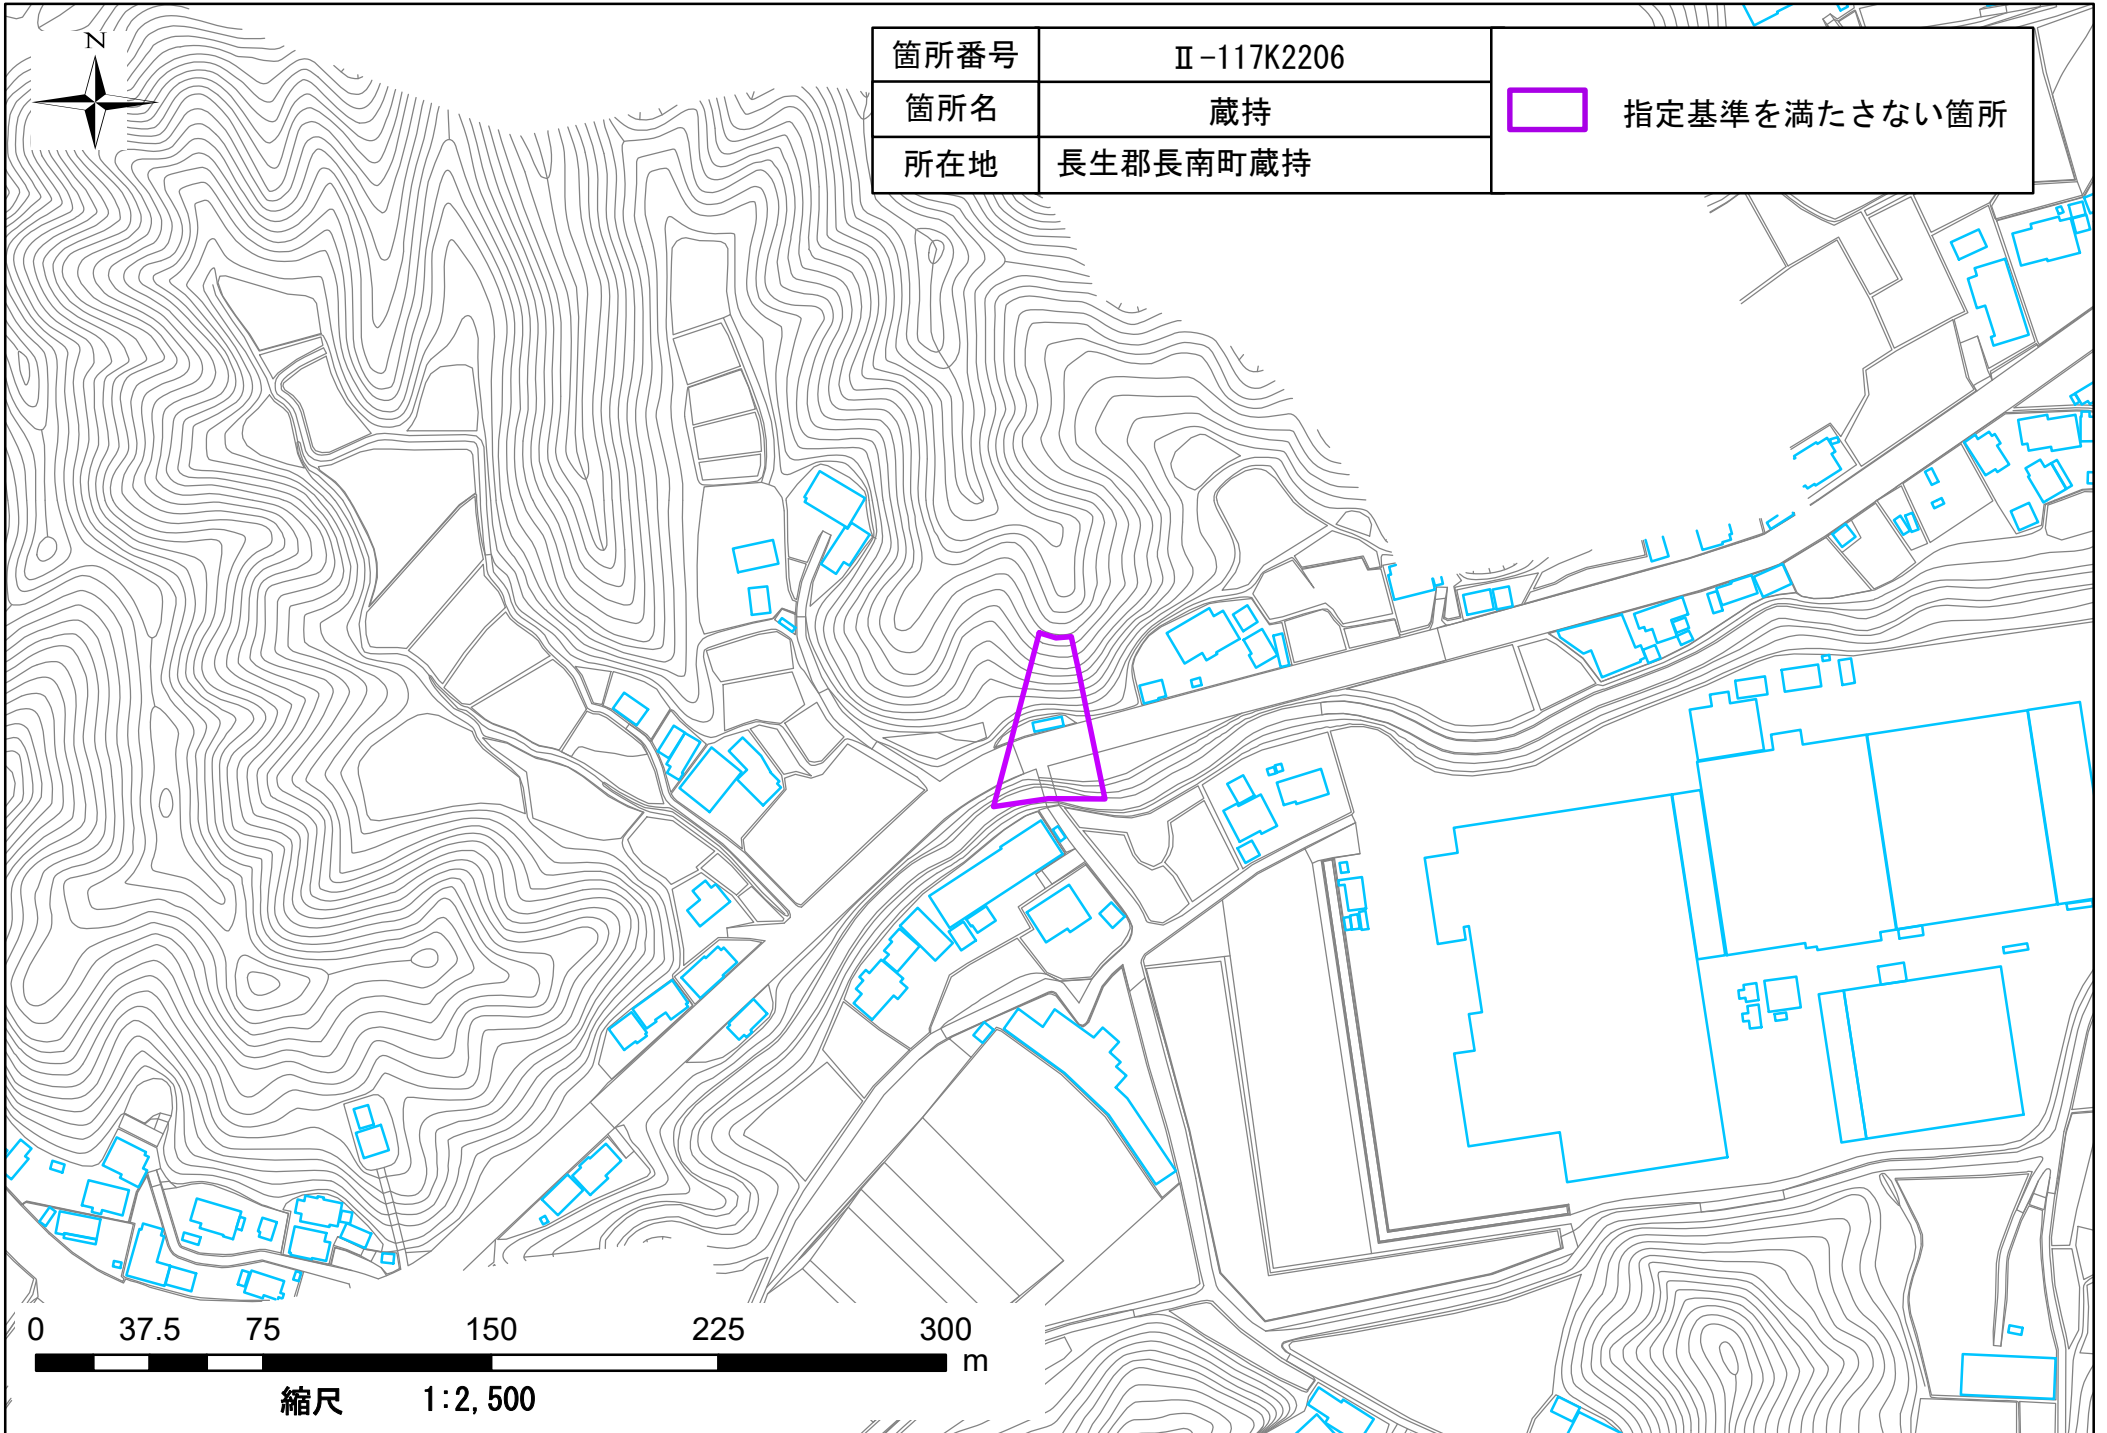 N
箇所番号 Ⅱ-117K2206
箇所名 蔵持
所在地 長生郡長南町蔵持
指定基準を満たさない箇所
0 37.5 75 150 225 300
m
縮尺 1:2,500